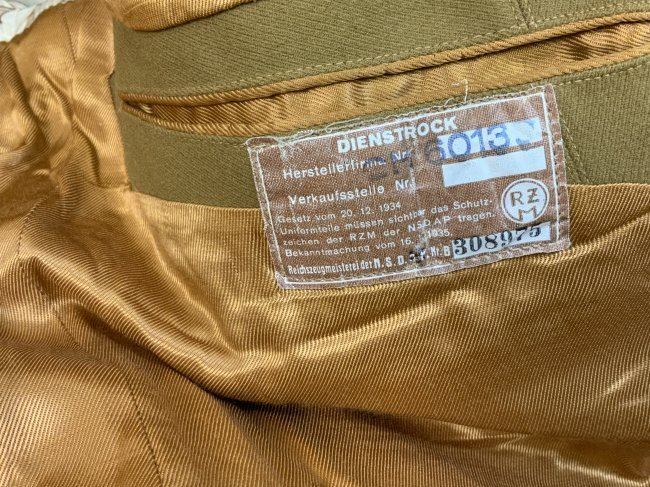 DIENSTROCK
Herstellerfirma Nr.
Verkaufsstelle Nr.
Gesetz vom 20. 12. 1934
Uniformteile müssen sichtbar das Schutz-
zeichen der RZM der NSDAP tragen.
Bekanntmachung vom 16. 1935.
RZM
Reichszeugmeisterei der N.S.D. Nr. B 308975